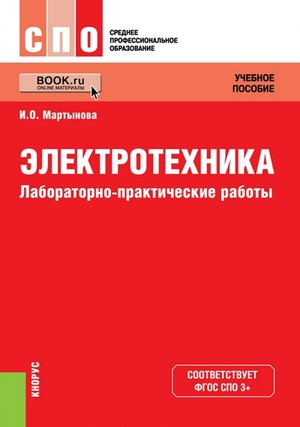 СПО
СРЕДНЕЕ
ПРОФЕССИОНАЛЬНОЕ
ОБРАЗОВАНИЕ
BOOK.ru
ONLINE МАТЕРИАЛЫ
УЧЕБНОЕ
ПОСОБИЕ
И.О. Мартынова
ЭЛЕКТРОТЕХНИКА
Лабораторно-практические работы
СООТВЕТСТВУЕТ
ФГОС СПО 3+
КНОРУС